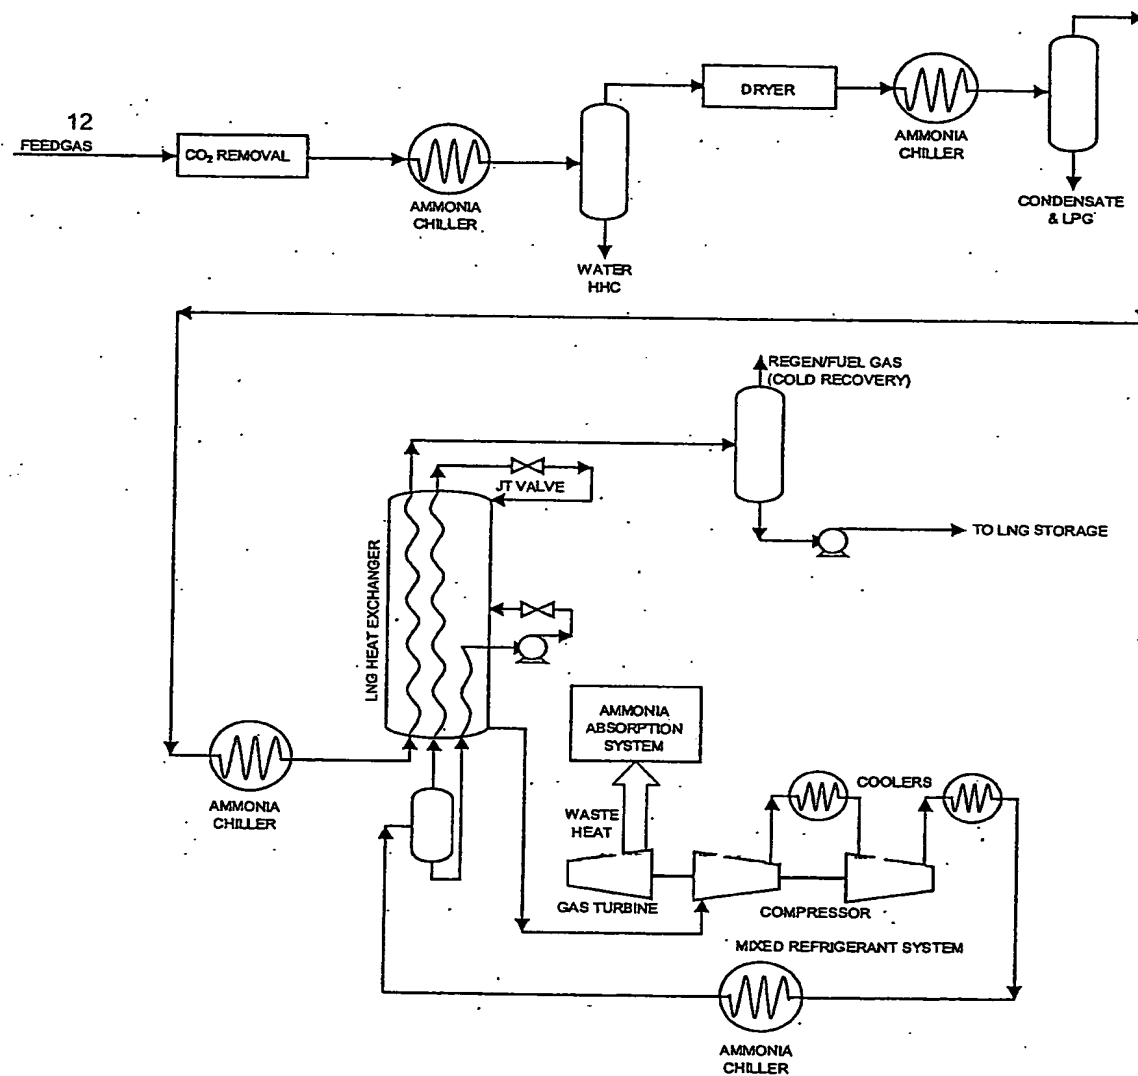 12
FEEDGAS
CO₂ REMOVAL
AMMONIA
CHILLER
WATER
HHC
DRYER
AMMONIA
CHILLER
CONDENSATE
& LPG
REGEN/FUEL GAS
(COLD RECOVERY)
JT VALVE
LNG HEAT EXCHANGER
TO LNG STORAGE
AMMONIA
CHILLER
AMMONIA
ABSORPTION
SYSTEM
WASTE
HEAT
COOLERS
GAS TURBINE
COMPRESSOR
MIXED REFRIGERANT SYSTEM
AMMONIA
CHILLER